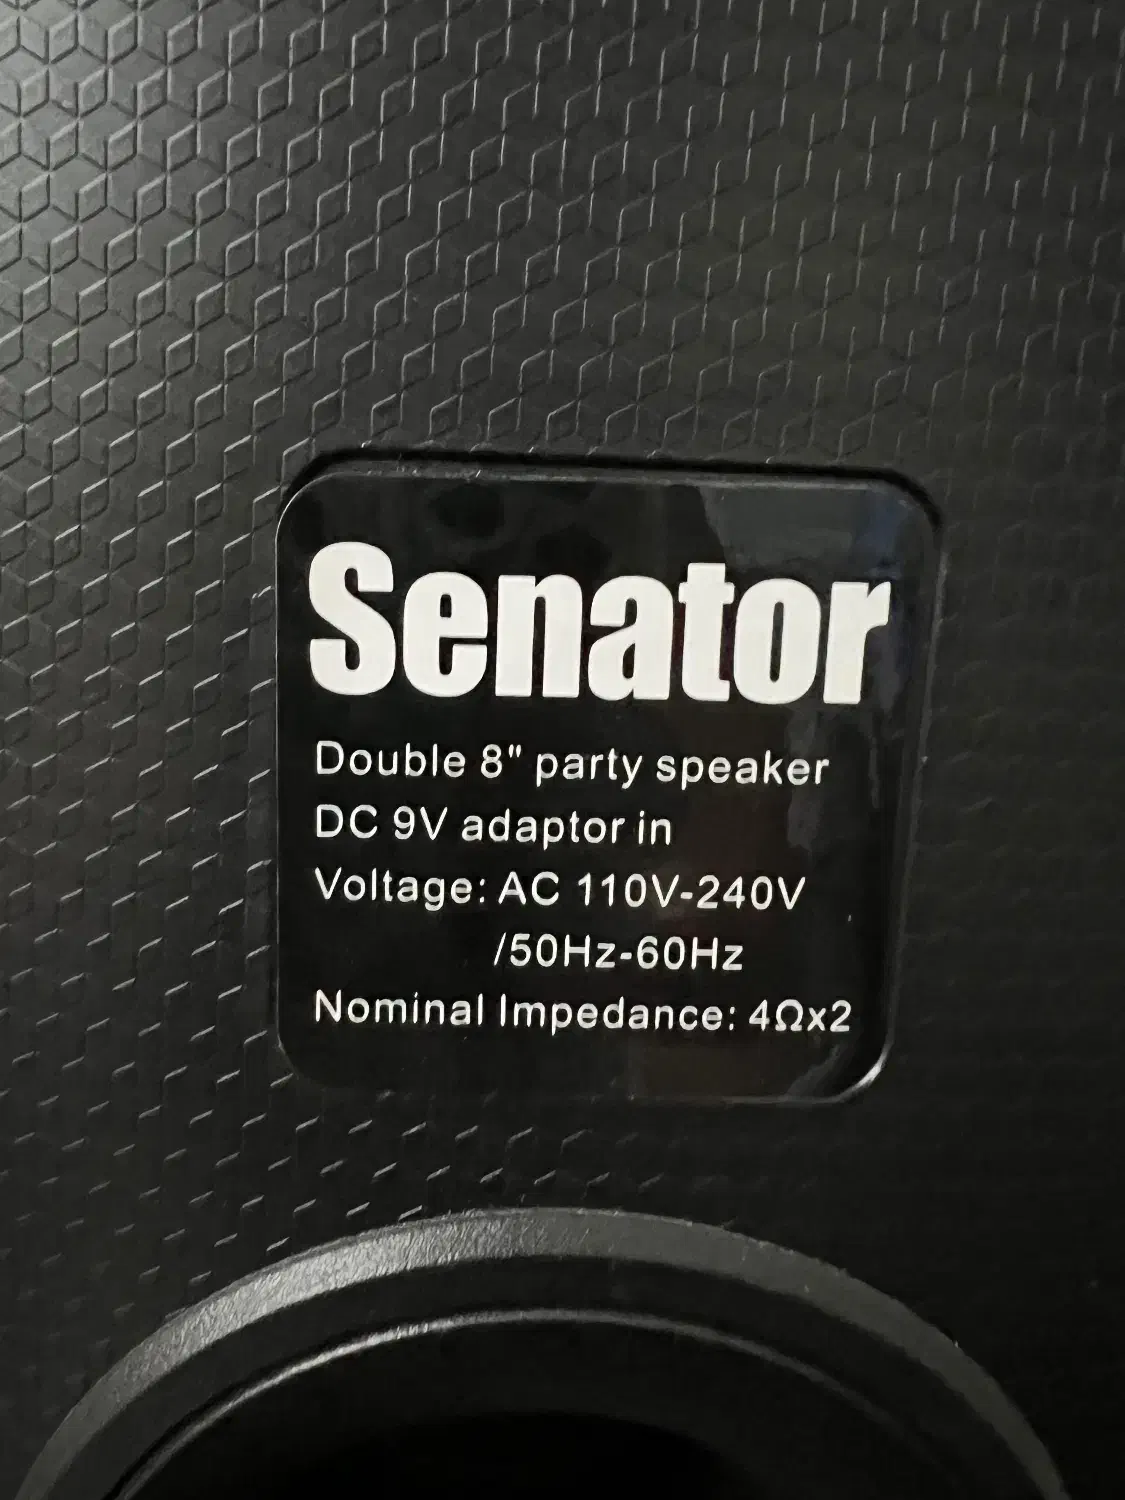 Senator
Double 8" party speaker
DC 9V adaptor in
Voltage: AC 110V-240V
/50Hz-60Hz
Nominal Impedance: 4Ωx2